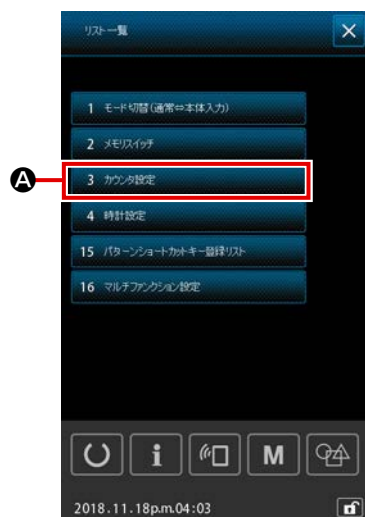 リスト一覧
1 モード切替(通常⇔本体入力)
2 メモリスイッチ
A 3 カウンタ設定
4 時計設定
15 パターンショートカットキー登録リスト
16 マルチファンクション設定
i M
2018.11.18p.m.04:03